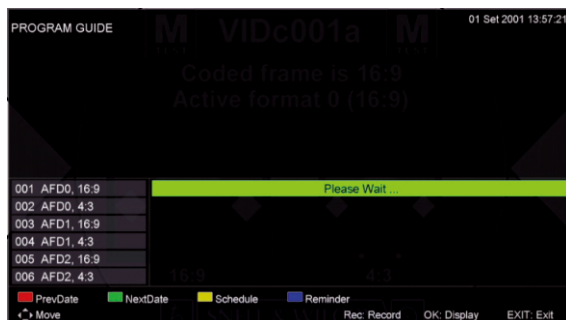 PROGRAM GUIDE
01 Set 2001 13:57:21
M VIDc001a M
TEST TEST
Coded frame is 16:9
Active format 0 (16:9)
001 AFD0, 16:9
Please Wait ...
002 AFD0, 4:3
003 AFD1, 16:9
004 AFD1, 4:3
005 AFD2, 16:9
006 AFD2, 4:3
16:9 4:3
PrevDate NextDate Schedule Reminder
Move Rec: Record OK: Display EXIT: Exit